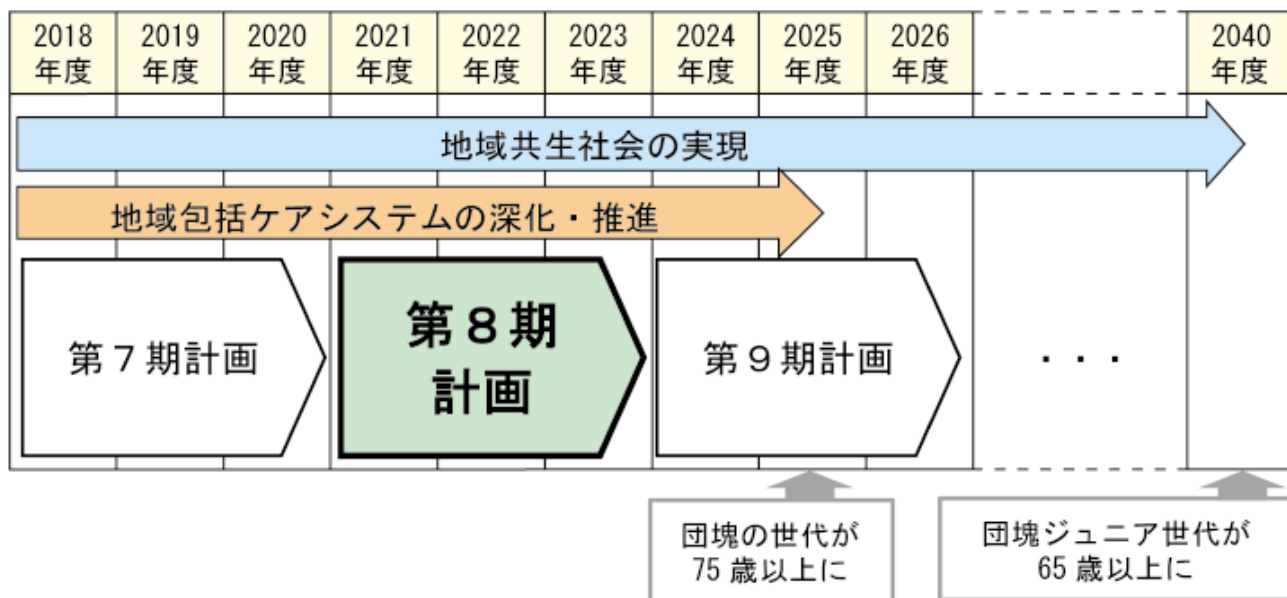 2018
年度
2019
年度
2020
年度
2021
年度
2022
年度
2023
年度
2024
年度
2025
年度
2026
年度
2040
年度
地域共生社会の実現
地域包括ケアシステムの深化・推進
第７期計画
第８期
計画
第９期計画
・・・
団塊の世代が
75歳以上に
団塊ジュニア世代が
65歳以上に